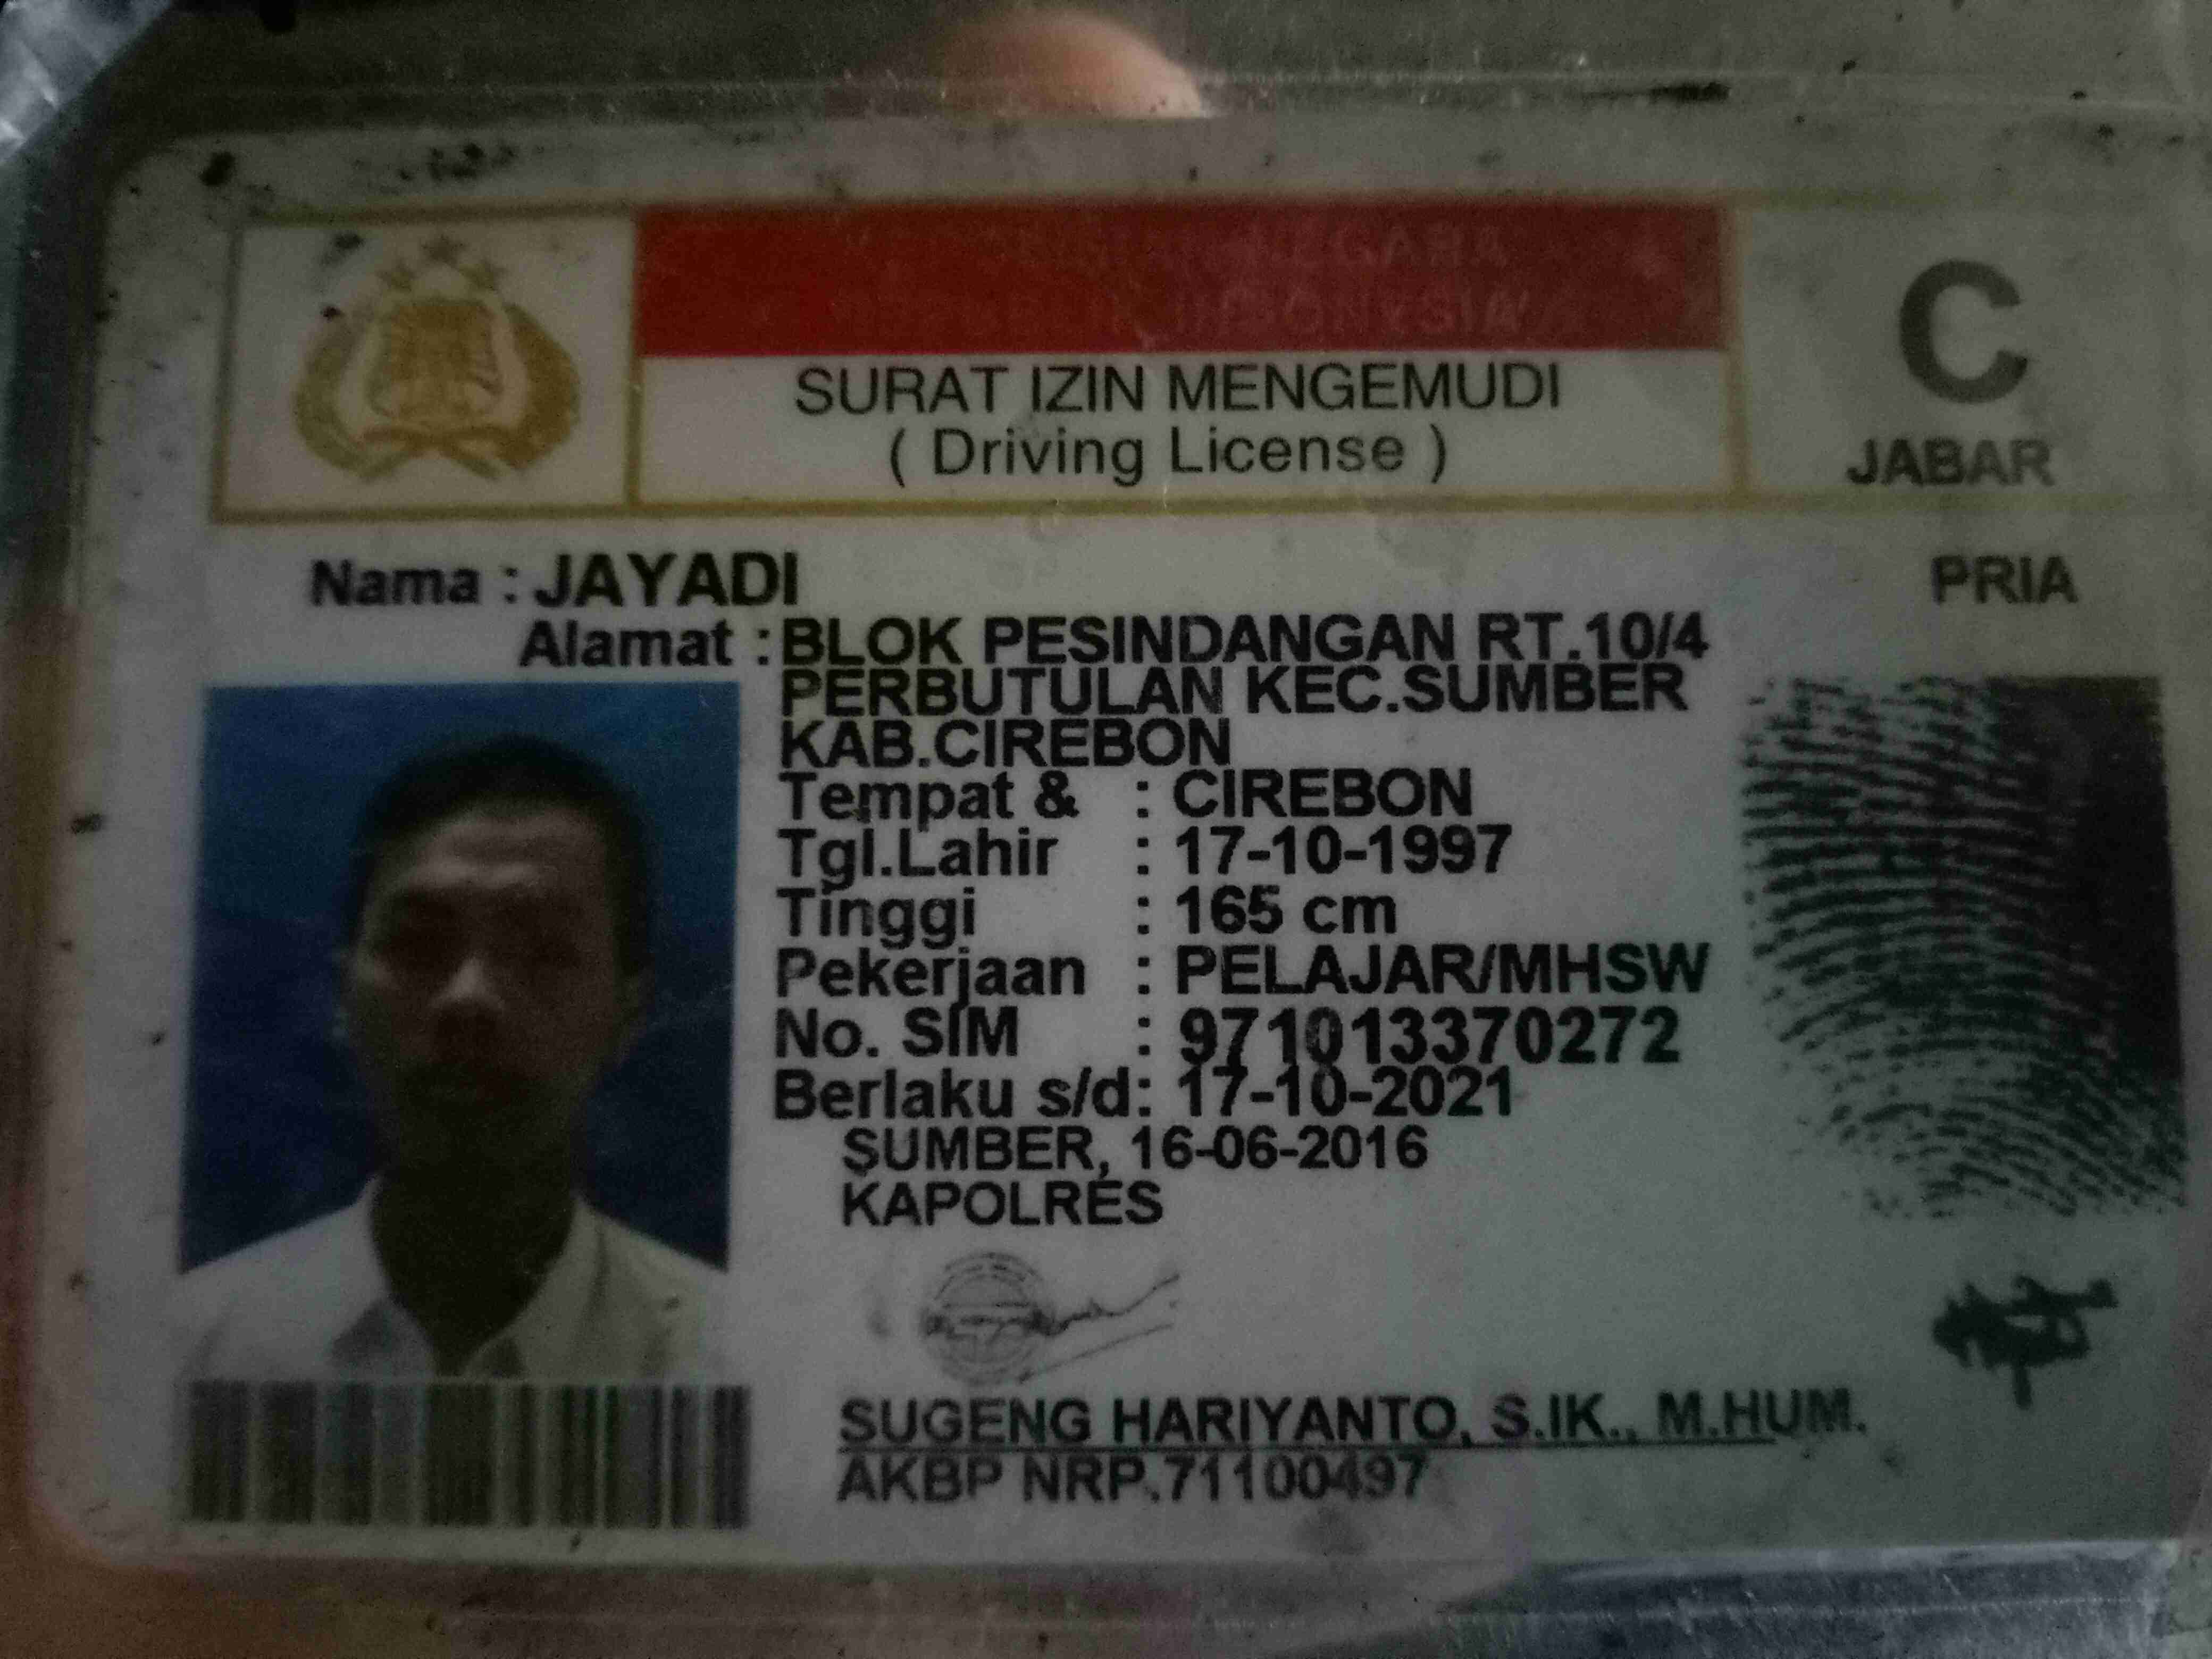 NEGARA
INDONESIA
SURAT IZIN MENGEMUDI
( Driving License )
C
JABAR
Nama : JAYADI
PRIA
Alamat : BLOK PESINDANGAN RT.10/4
PERBUTULAN KEC.SUMBER
KAB.CIREBON
Tempat & : CIREBON
Tgl.Lahir : 17-10-1997
Tinggi : 165 cm
Pekerjaan : PELAJAR/MHSW
No. SIM : 971013370272
Berlaku s/d: 17-10-2021
SUMBER, 16-06-2016
KAPOLRES
SUGENG HARIYANTO, S.IK., M.HUM.
AKBP NRP.71100497